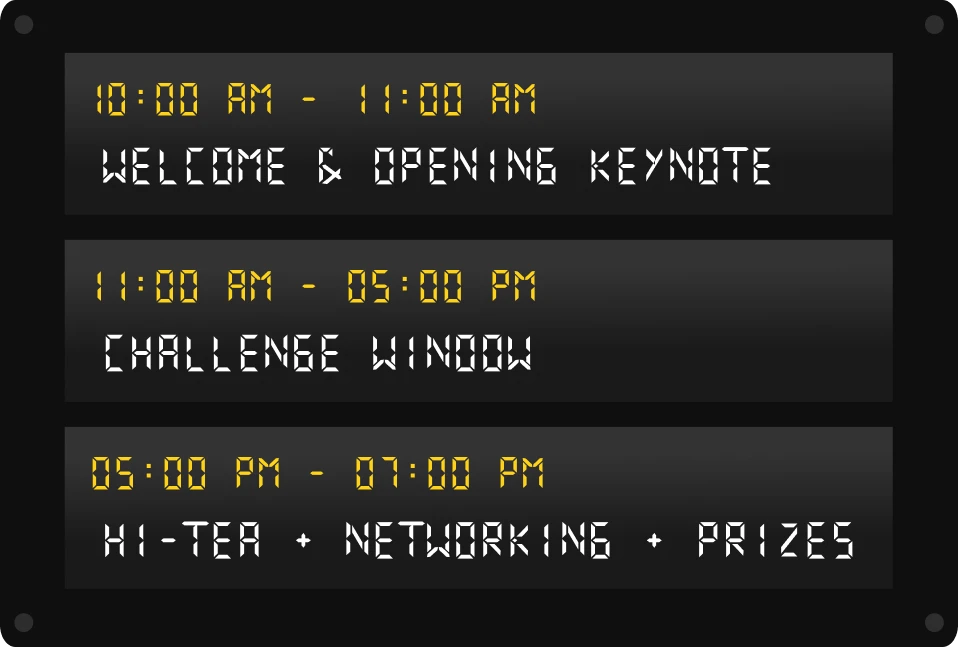 10:00 AM - 11:00 AM
WELCOME & OPENING KEYNOTE
11:00 AM - 05:00 PM
CHALLENGE WINDOW
05:00 PM - 07:00 PM
HI-TEA + NETWORKING + PRIZES